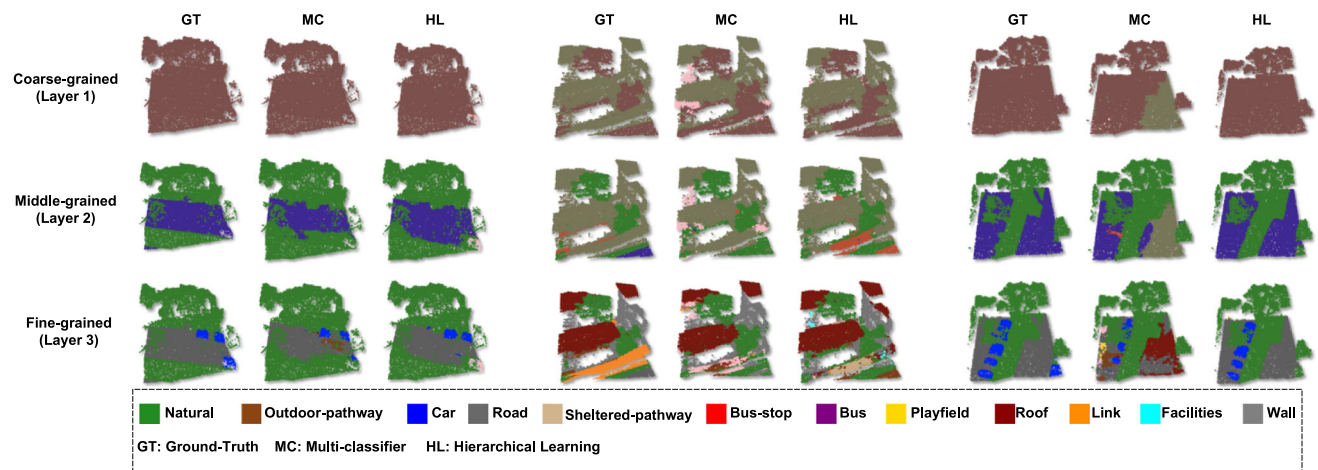 GT MC HL GT MC HL GT MC HL
Coarse-grained
(Layer 1)
Middle-grained
(Layer 2)
Fine-grained
(Layer 3)
Natural Outdoor-pathway Car Road Sheltered-pathway Bus-stop Bus Playfield Roof Link Facilities Wall
GT: Ground-Truth MC: Multi-classifier HL: Hierarchical Learning